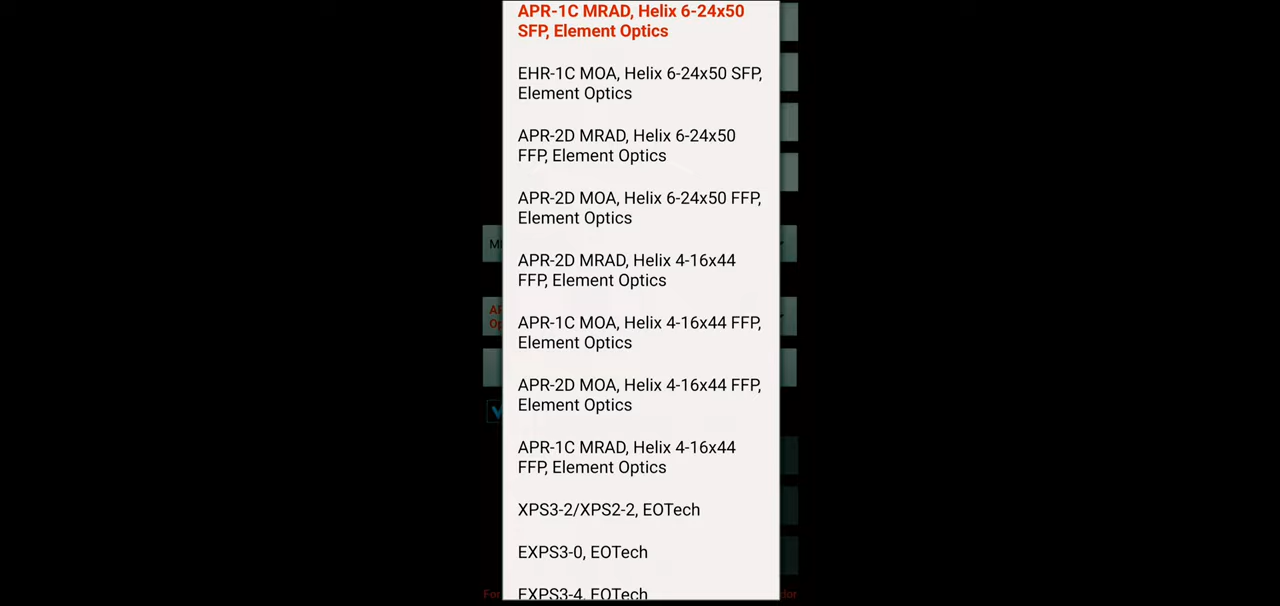 APR-1C MRAD, Helix 6-24x50
SFP, Element Optics
EHR-1C MOA, Helix 6-24x50 SFP,
Element Optics
APR-2D MRAD, Helix 6-24x50
FFP, Element Optics
APR-2D MOA, Helix 6-24x50 FFP,
Element Optics
APR-2D MRAD, Helix 4-16x44
FFP, Element Optics
APR-1C MOA, Helix 4-16x44 FFP,
Element Optics
APR-2D MOA, Helix 4-16x44 FFP,
Element Optics
APR-1C MRAD, Helix 4-16x44
FFP, Element Optics
XPS3-2/XPS2-2, EOTech
EXPS3-0, EOTech
EXPS3-4, EOTech
For